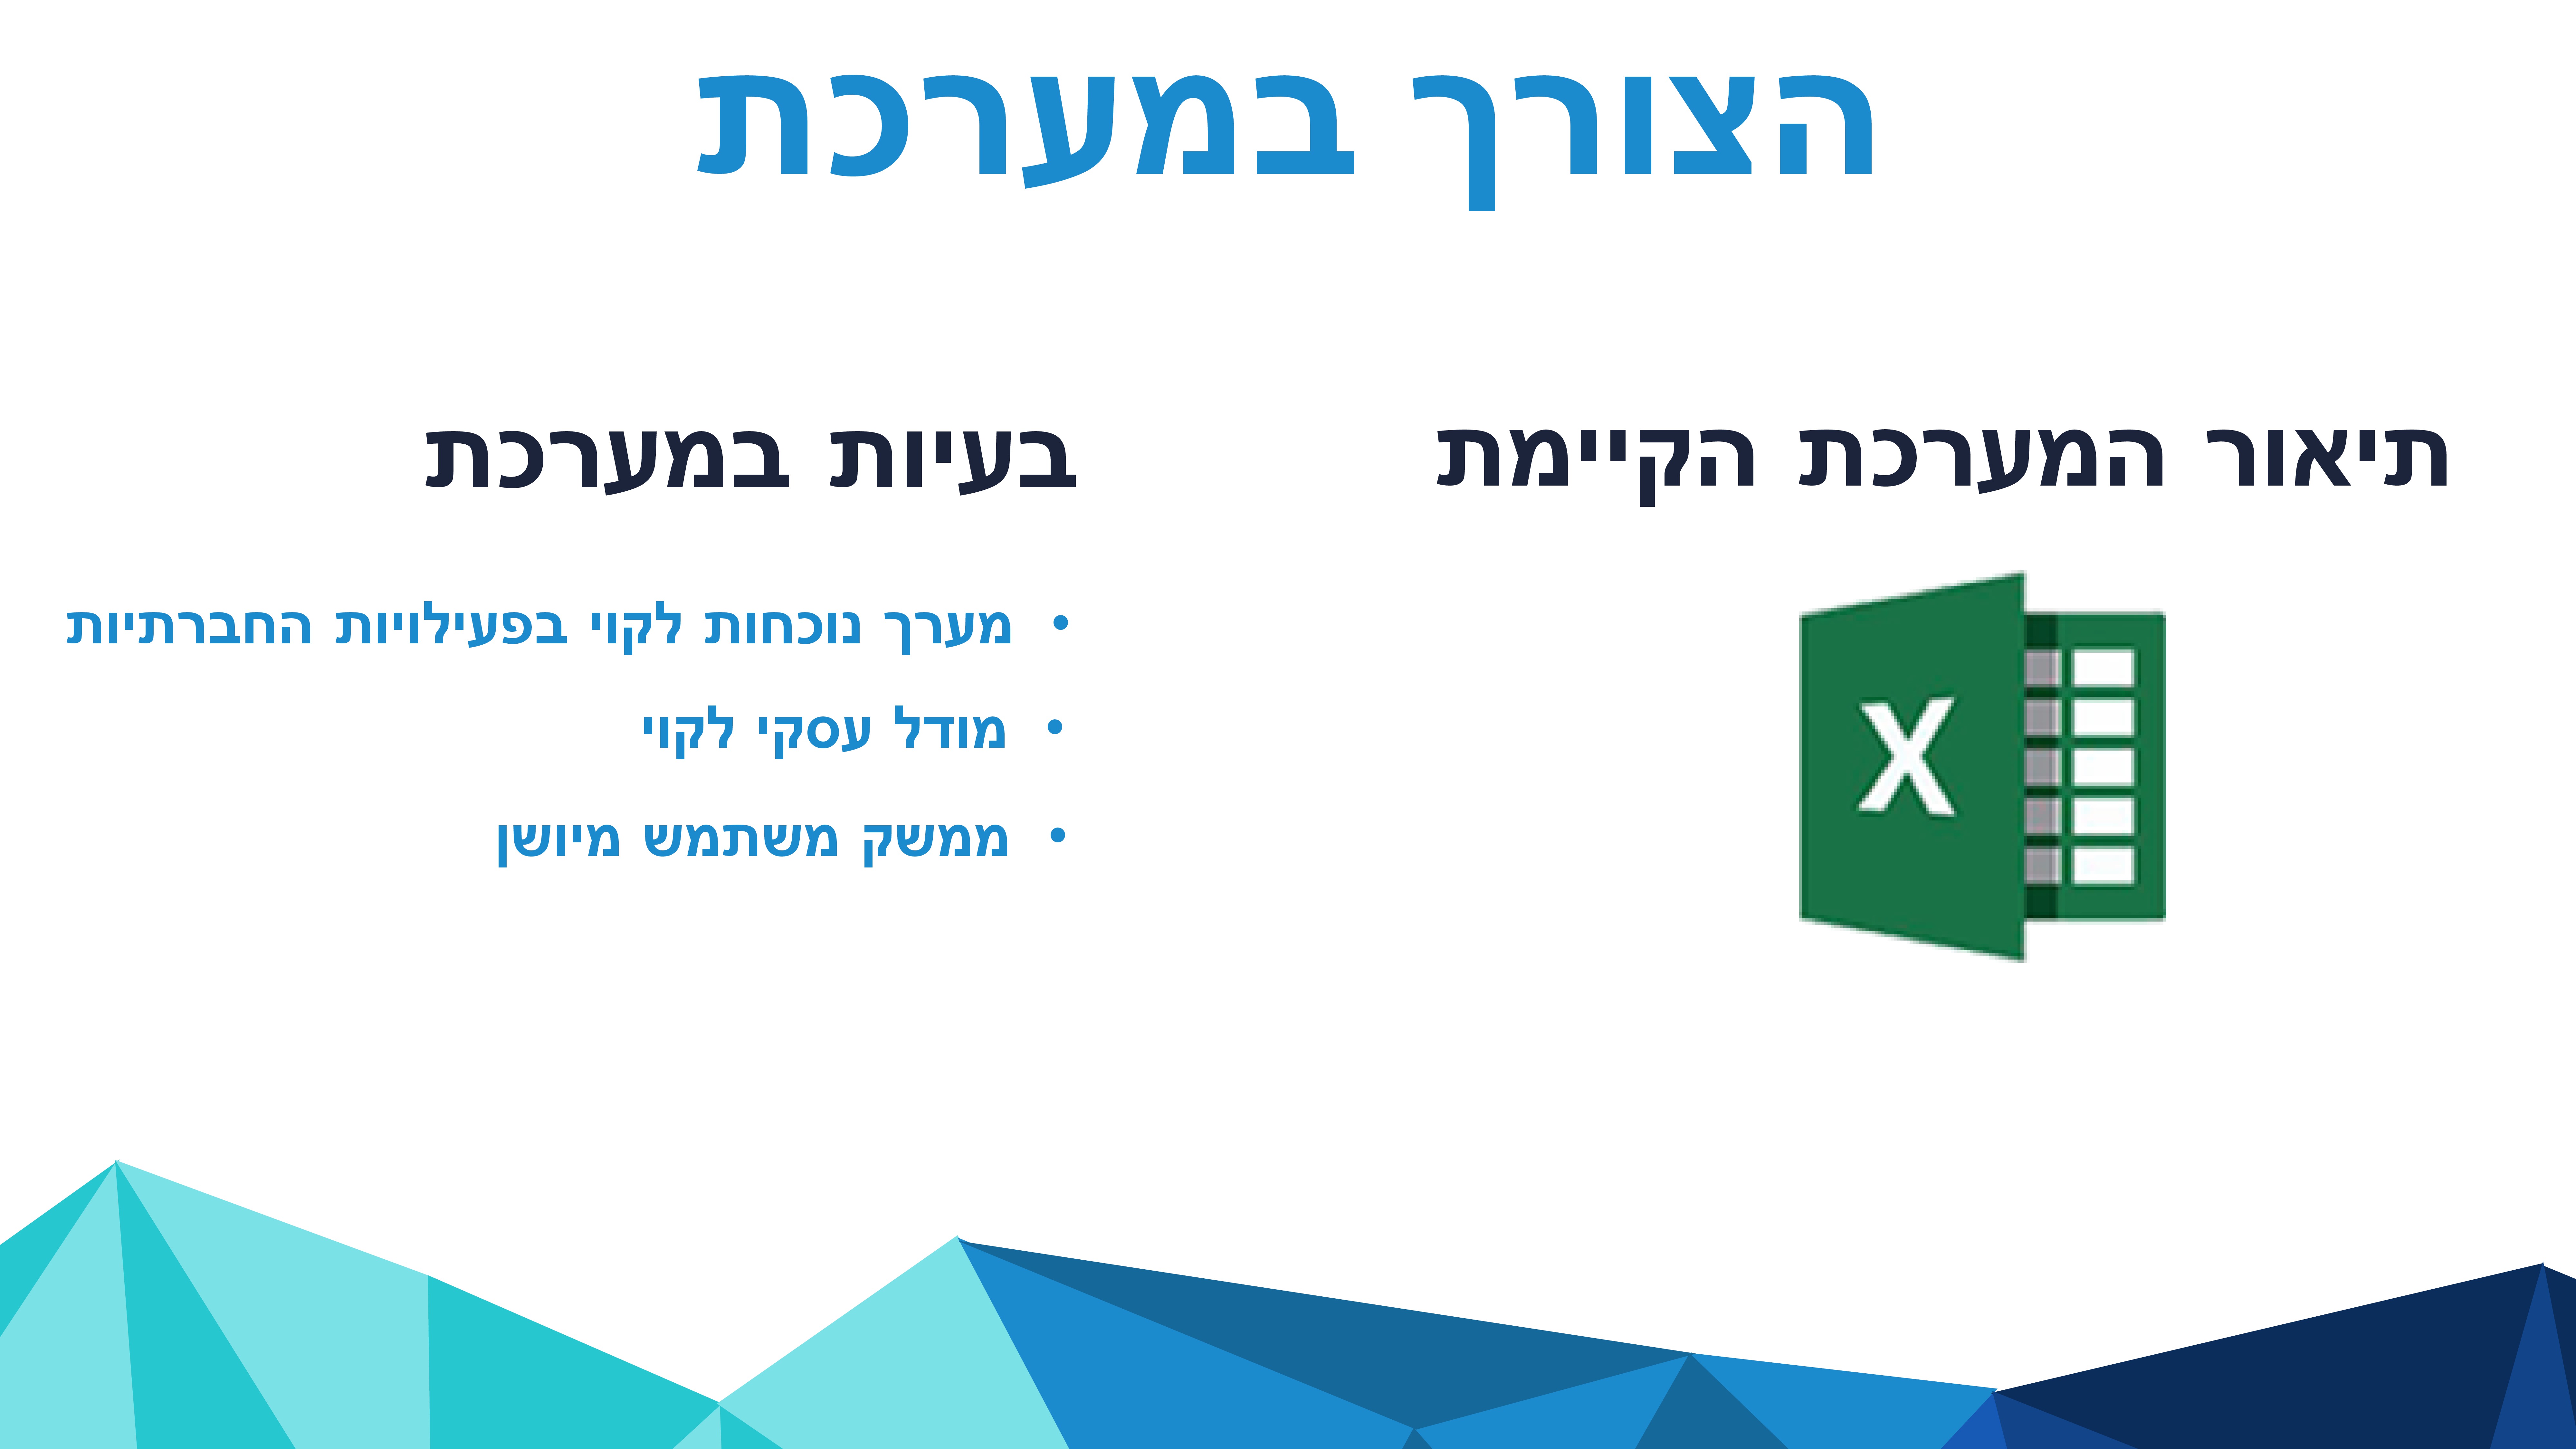 הצורך במערכת
תיאור המערכת הקיימת
X
בעיות במערכת
• מערך נוכחות לקוי בפעילויות החברתיות
• מודל עסקי לקוי
• ממשק משתמש מיושן